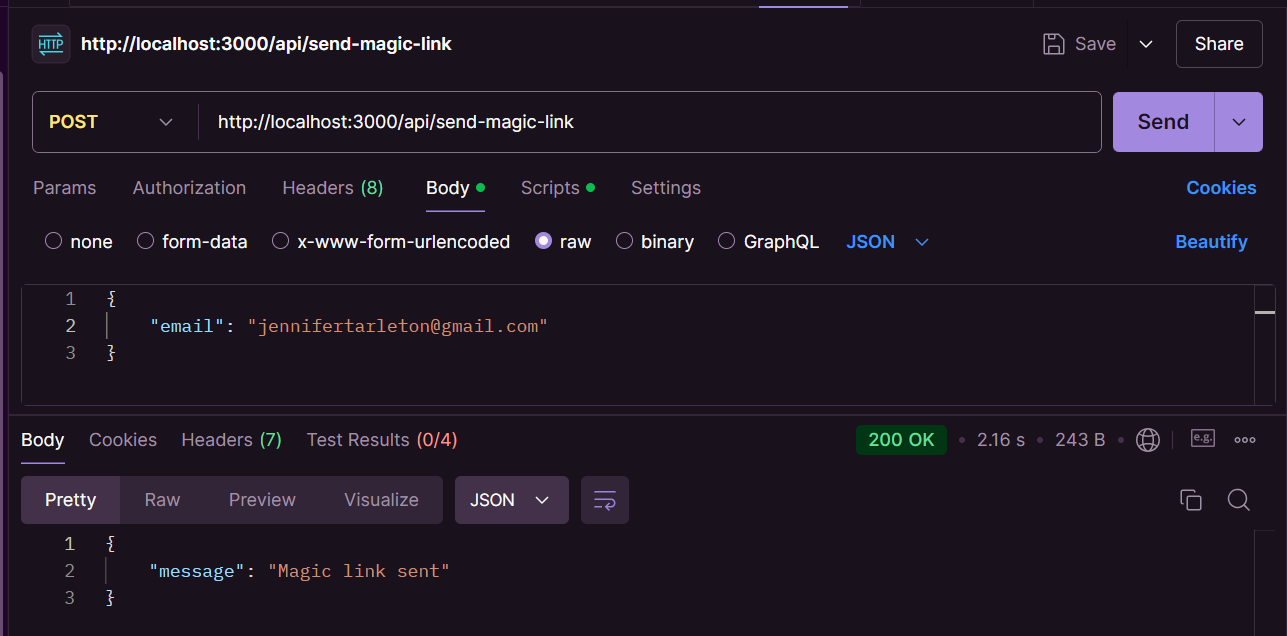 HTTP http://localhost:3000/api/send-magic-link Save Share
POST http://localhost:3000/api/send-magic-link Send
Params Authorization Headers (8) Body Scripts Settings Cookies
none form-data x-www-form-urlencoded raw binary GraphQL JSON Beautify
1 {
2 "email": "jennifertarleton@gmail.com"
3 }
Body Cookies Headers (7) Test Results (0/4) 200 OK • 2.16 s • 243 B • e.g.
Pretty Raw Preview Visualize JSON
1 {
2 "message": "Magic link sent"
3 }